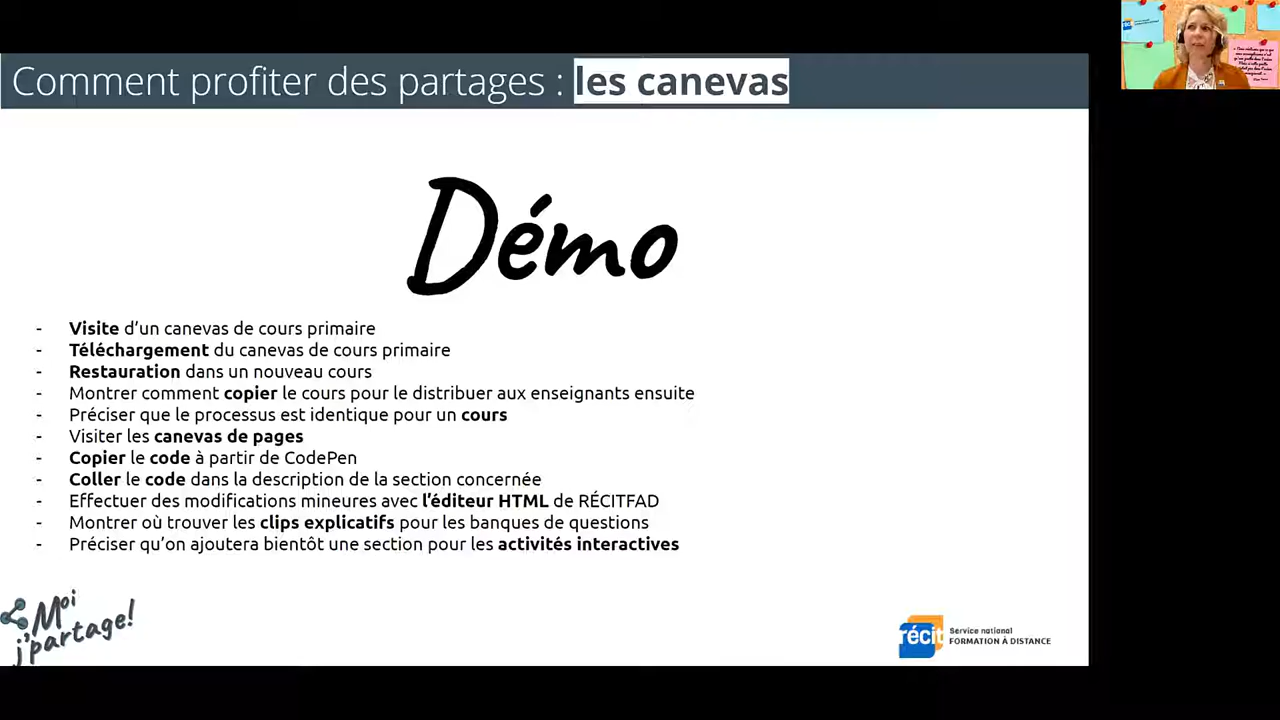 Comment profiter des partages : les canevas
Démo
- Visite d'un canevas de cours primaire
- Téléchargement du canevas de cours primaire
- Restauration dans un nouveau cours
- Montrer comment copier le cours pour le distribuer aux enseignants ensuite
- Préciser que le processus est identique pour un cours
- Visiter les canevas de pages
- Copier le code à partir de CodePen
- Coller le code dans la description de la section concernée
- Effectuer des modifications mineures avec l'éditeur HTML de RÉCITFAD
- Montrer où trouver les clips explicatifs pour les banques de questions
- Préciser qu'on ajoutera bientôt une section pour les activités interactives
Moi
j'partage!
récit
Service national
FORMATION À DISTANCE